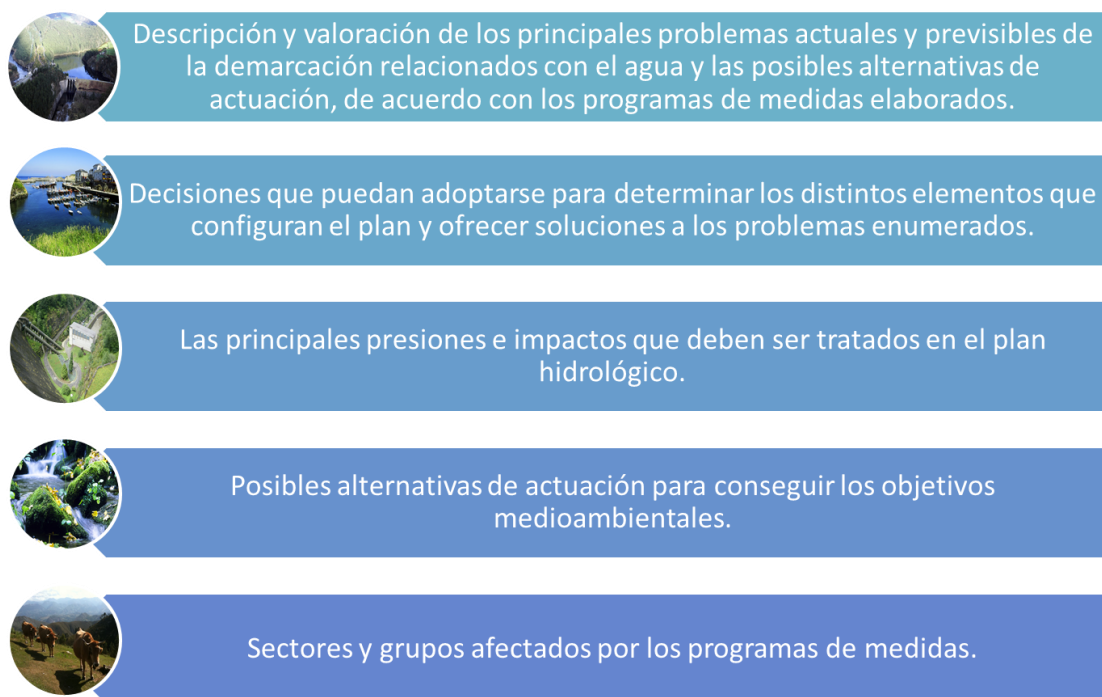 Descripción y valoración de los principales problemas actuales y previsibles de
la demarcación relacionados con el agua y las posibles alternativas de
actuación, de acuerdo con los programas de medidas elaborados.
Decisiones que puedan adoptarse para determinar los distintos elementos que
configuran el plan y ofrecer soluciones a los problemas enumerados.
Las principales presiones e impactos que deben ser tratados en el plan
hidrológico.
Posibles alternativas de actuación para conseguir los objetivos
medioambientales.
Sectores y grupos afectados por los programas de medidas.